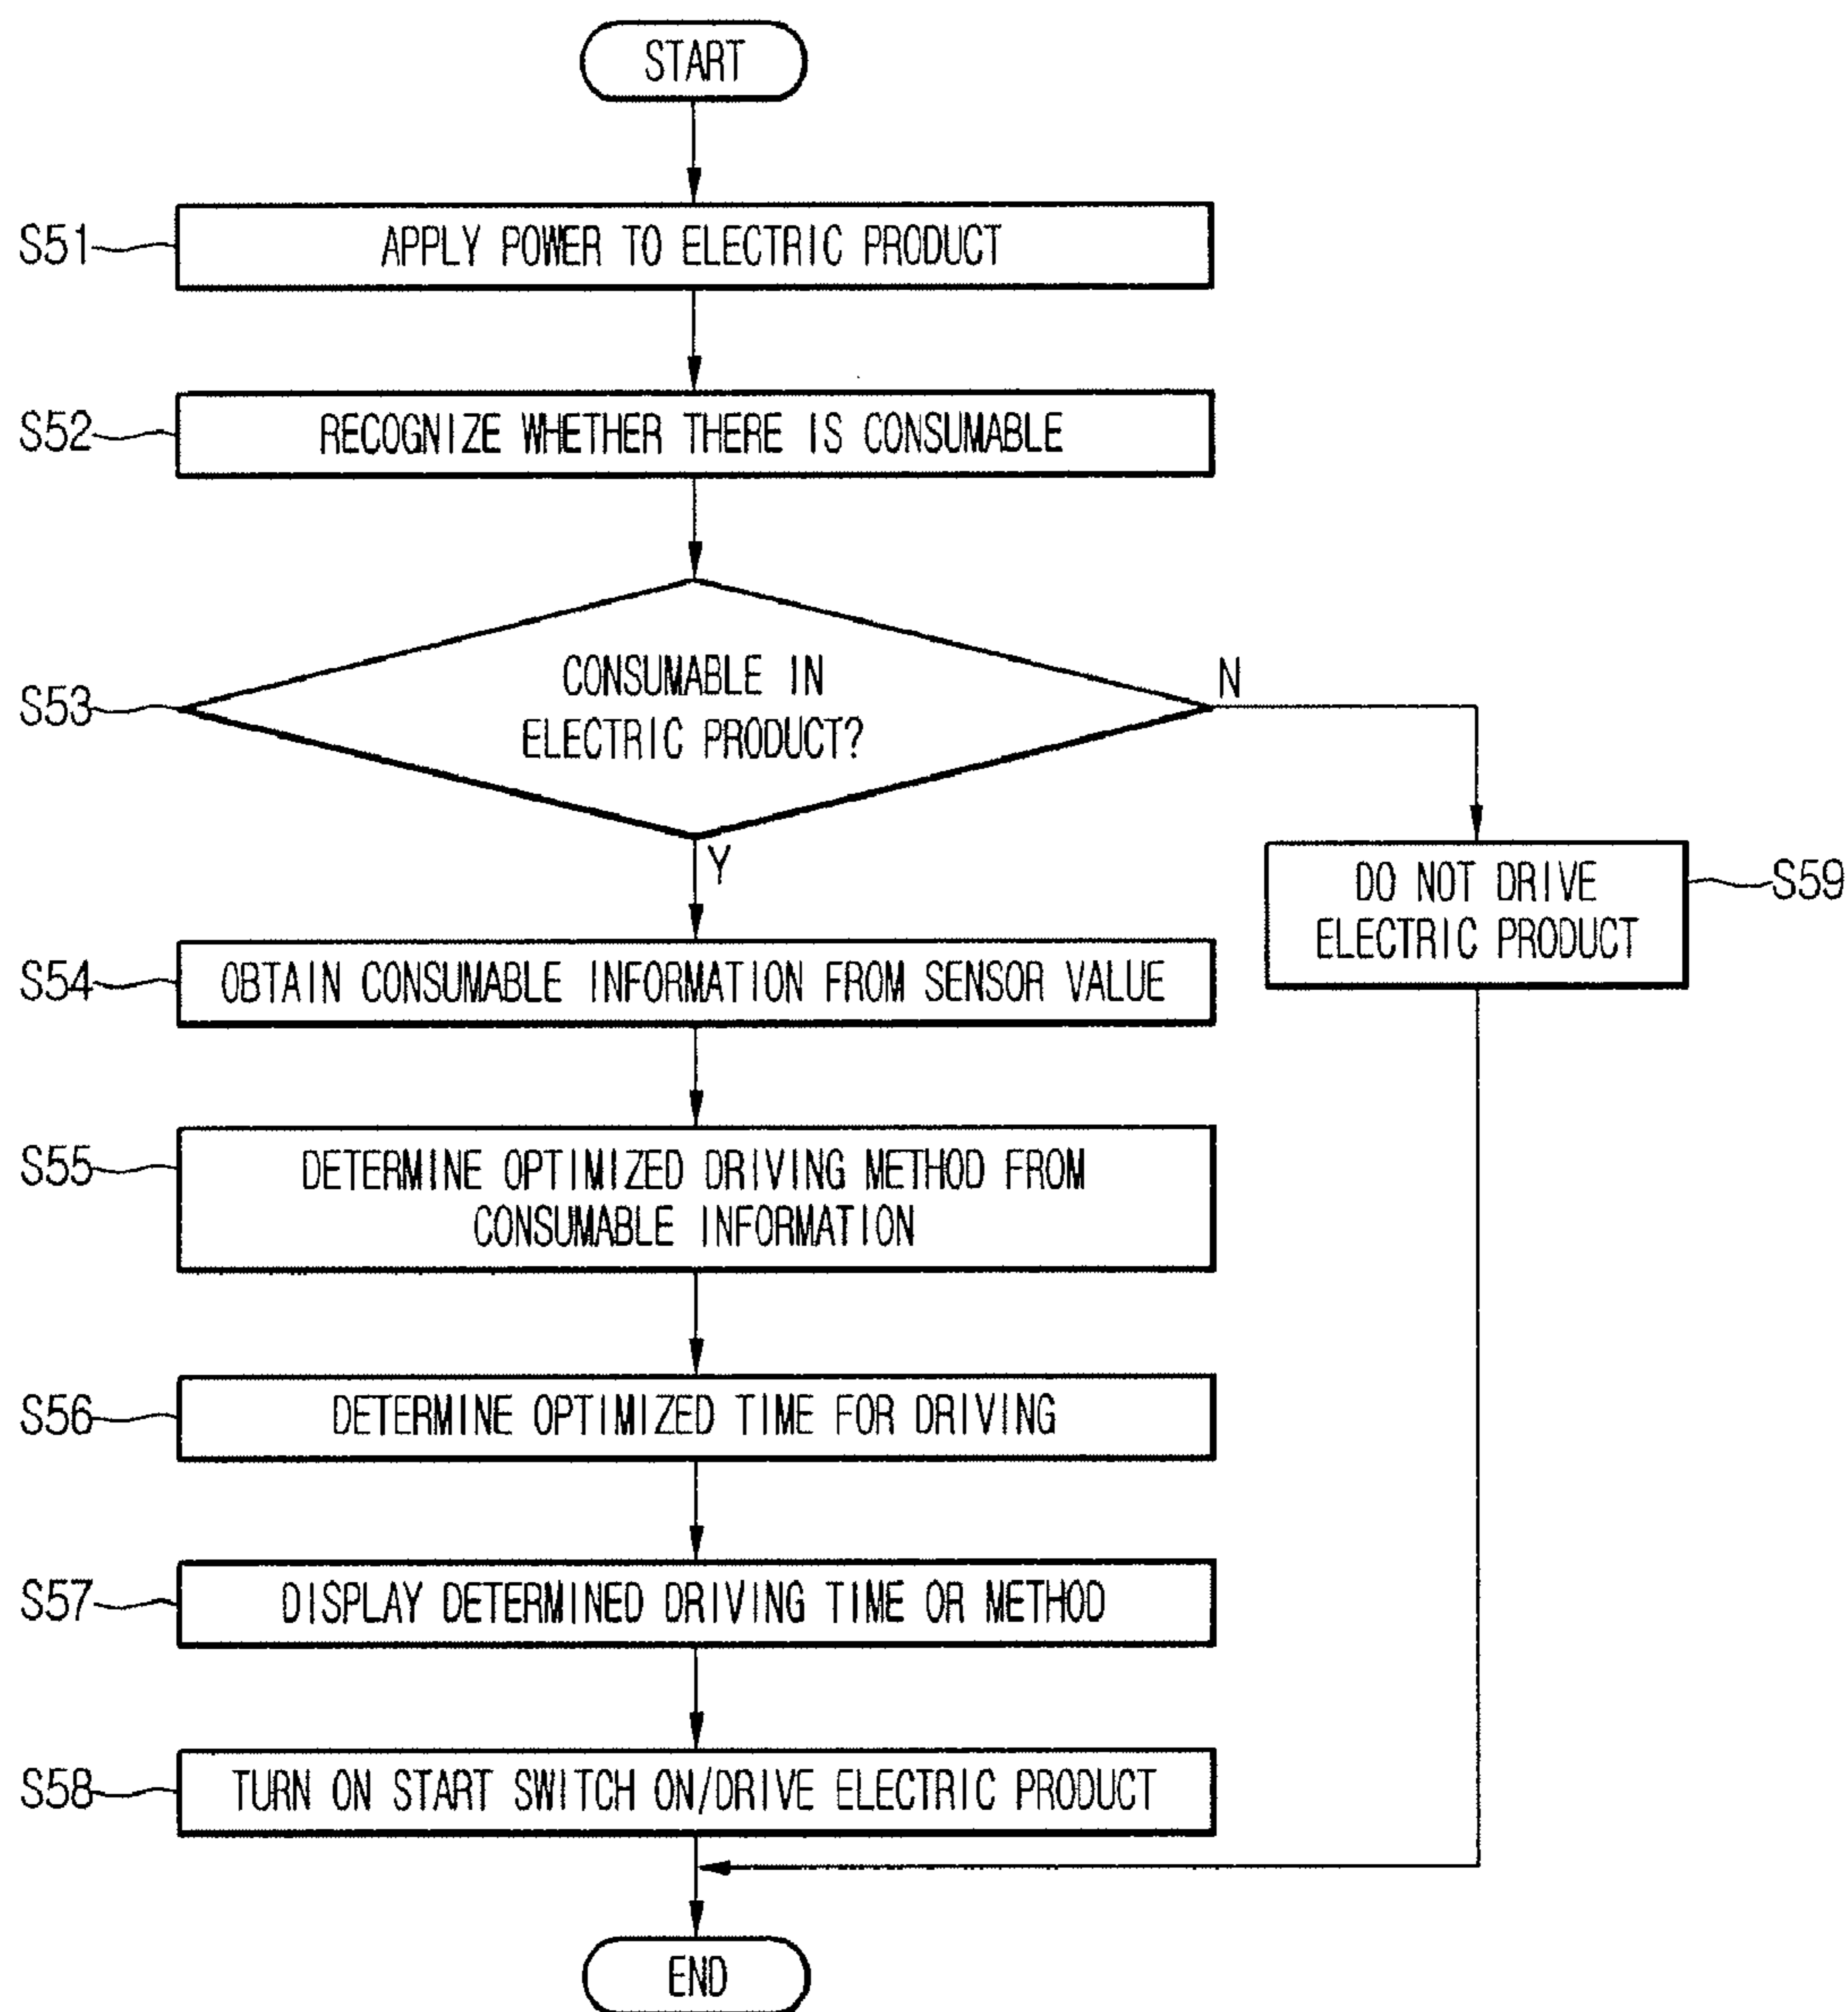 START
S51
APPLY POWER TO ELECTRIC PRODUCT
S52
RECOGNIZE WHETHER THERE IS CONSUMABLE
S53
CONSUMABLE IN
ELECTRIC PRODUCT?
N
Y
DO NOT DRIVE
ELECTRIC PRODUCT
S59
S54
OBTAIN CONSUMABLE INFORMATION FROM SENSOR VALUE
S55
DETERMINE OPTIMIZED DRIVING METHOD FROM
CONSUMABLE INFORMATION
S56
DETERMINE OPTIMIZED TIME FOR DRIVING
S57
DISPLAY DETERMINED DRIVING TIME OR METHOD
S58
TURN ON START SWITCH ON/DRIVE ELECTRIC PRODUCT
END